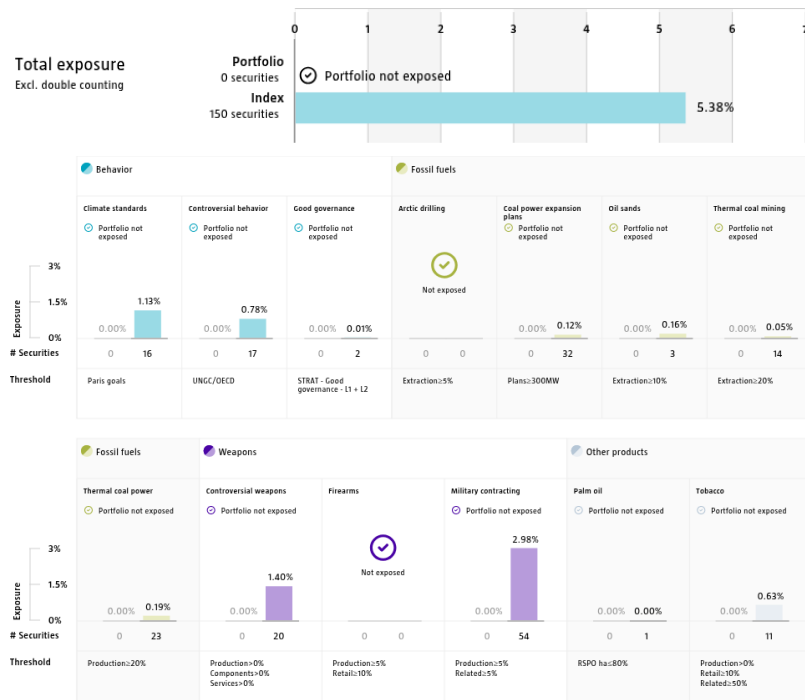 0 1 2 3 4 5 6 7
Total exposure
Excl. double counting
Portfolio
0 securities
Portfolio not exposed
Index
150 securities
5.38%
Behavior
Fossil fuels
Climate standards
Portfolio not
exposed
Controversial behavior
Portfolio not
exposed
Good governance
Portfolio not
exposed
Arctic drilling
Not exposed
Coal power expansion
plans
Portfolio not
exposed
Oil sands
Portfolio not
exposed
Thermal coal mining
Portfolio not
exposed
Exposure
3%
1.5%
0%
0.00% 1.13% 0.00% 0.78% 0.00% 0.01% 0.00% 0.12% 0.00% 0.16% 0.00% 0.05%
# Securities 0 16 0 17 0 2 0 0 0 32 0 3 0 14
Threshold
Paris goals
UNGC/OECD
STRAT - Good
governance - L1 + L2
Extraction≥5%
Plans≥300MW
Extraction≥10%
Extraction≥20%
Fossil fuels
Weapons
Other products
Thermal coal power
Portfolio not exposed
Controversial weapons
Portfolio not exposed
Firearms
Not exposed
Military contracting
Portfolio not exposed
Palm oil
Portfolio not exposed
Tobacco
Portfolio not exposed
Exposure
3%
1.5%
0%
0.00% 0.19% 0.00% 1.40% 0.00% 2.98% 0.00% 0.00% 0.00% 0.63%
# Securities 0 23 0 20 0 0 0 54 0 1 0 11
Threshold
Production≥20%
Production>0%
Components>0%
Services>0%
Production≥5%
Retail≥10%
Production≥5%
Related≥5%
RSPO ha≤80%
Production>0%
Retail≥10%
Related≥50%